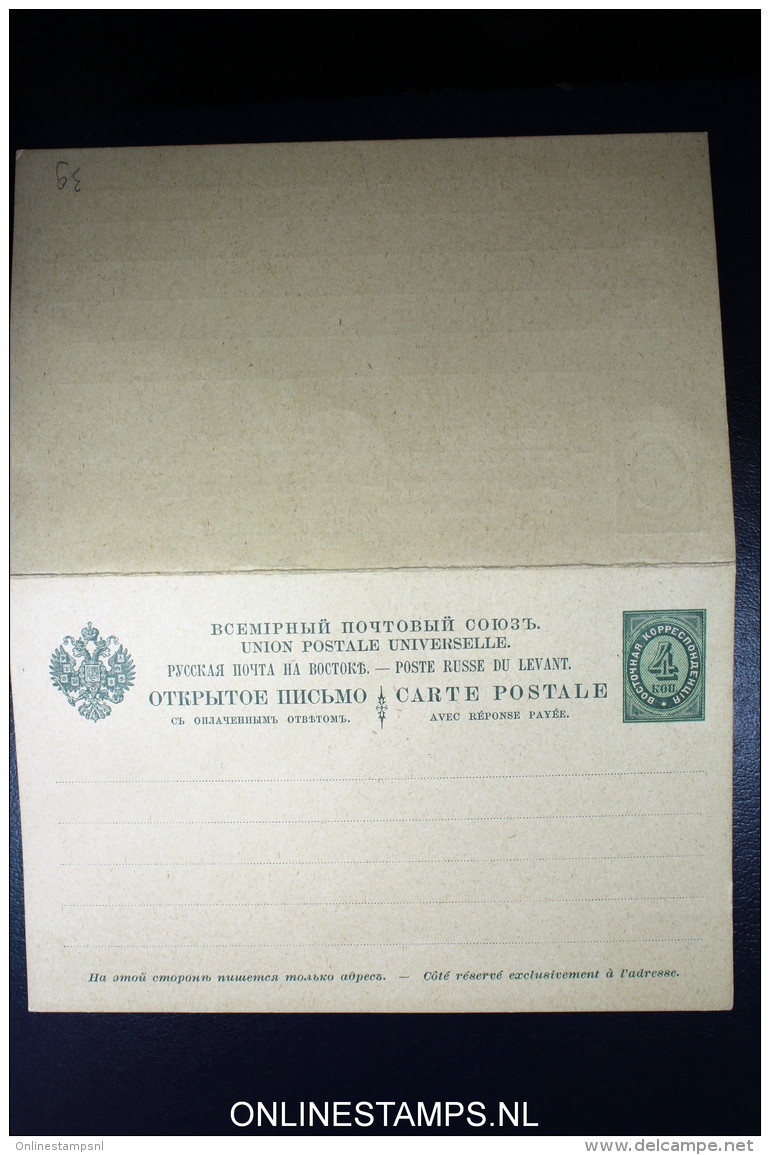 39
ВСЕМІРНЫЙ ПОЧТОВЫЙ СОЮЗЪ.
UNION POSTALE UNIVERSELLE.
РУССКАЯ ПОЧТА НА ВОСТОКѢ. — POSTE RUSSE DU LEVANT.
ОТКРЫТОЕ ПИСЬМО CARTE POSTALE
СЪ ОПЛАЧЕННЫМЪ ОТВѢТОМЪ. AVEC RÉPONSE PAYÉE.
ВОСТОЧНАЯ КОРРЕСПОНДЕНЦІЯ
4
КОП
На этой сторонѣ пишется только адресъ. — Côté réservé exclusivement à l'adresse.
ONLINESTAMPS.NL
Onlinestampsnl
www.delcampe.net